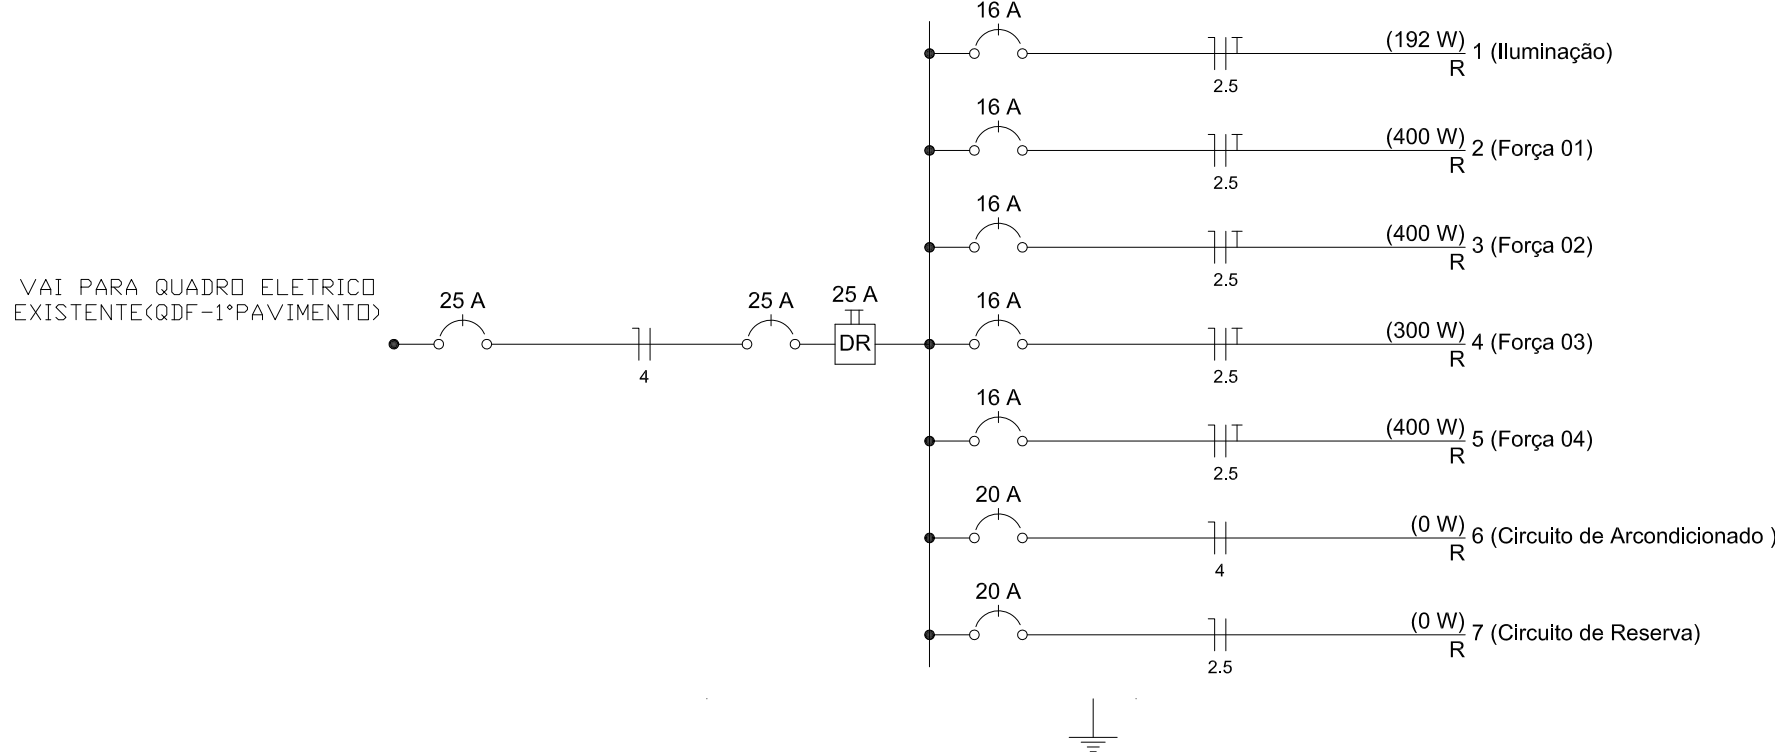 16 A
(192 W)
1 (Iluminação)
R
2.5
16 A
(400 W)
2 (Força 01)
R
2.5
16 A
(400 W)
3 (Força 02)
R
2.5
VAI PARA QUADRO ELETRICO
EXISTENTE(QDF-1°PAVIMENTO)
25 A
4
25 A
25 A
DR
16 A
(300 W)
4 (Força 03)
R
2.5
16 A
(400 W)
5 (Força 04)
R
2.5
20 A
(0 W)
6 (Circuito de Arcondicionado )
R
4
20 A
(0 W)
7 (Circuito de Reserva)
R
2.5